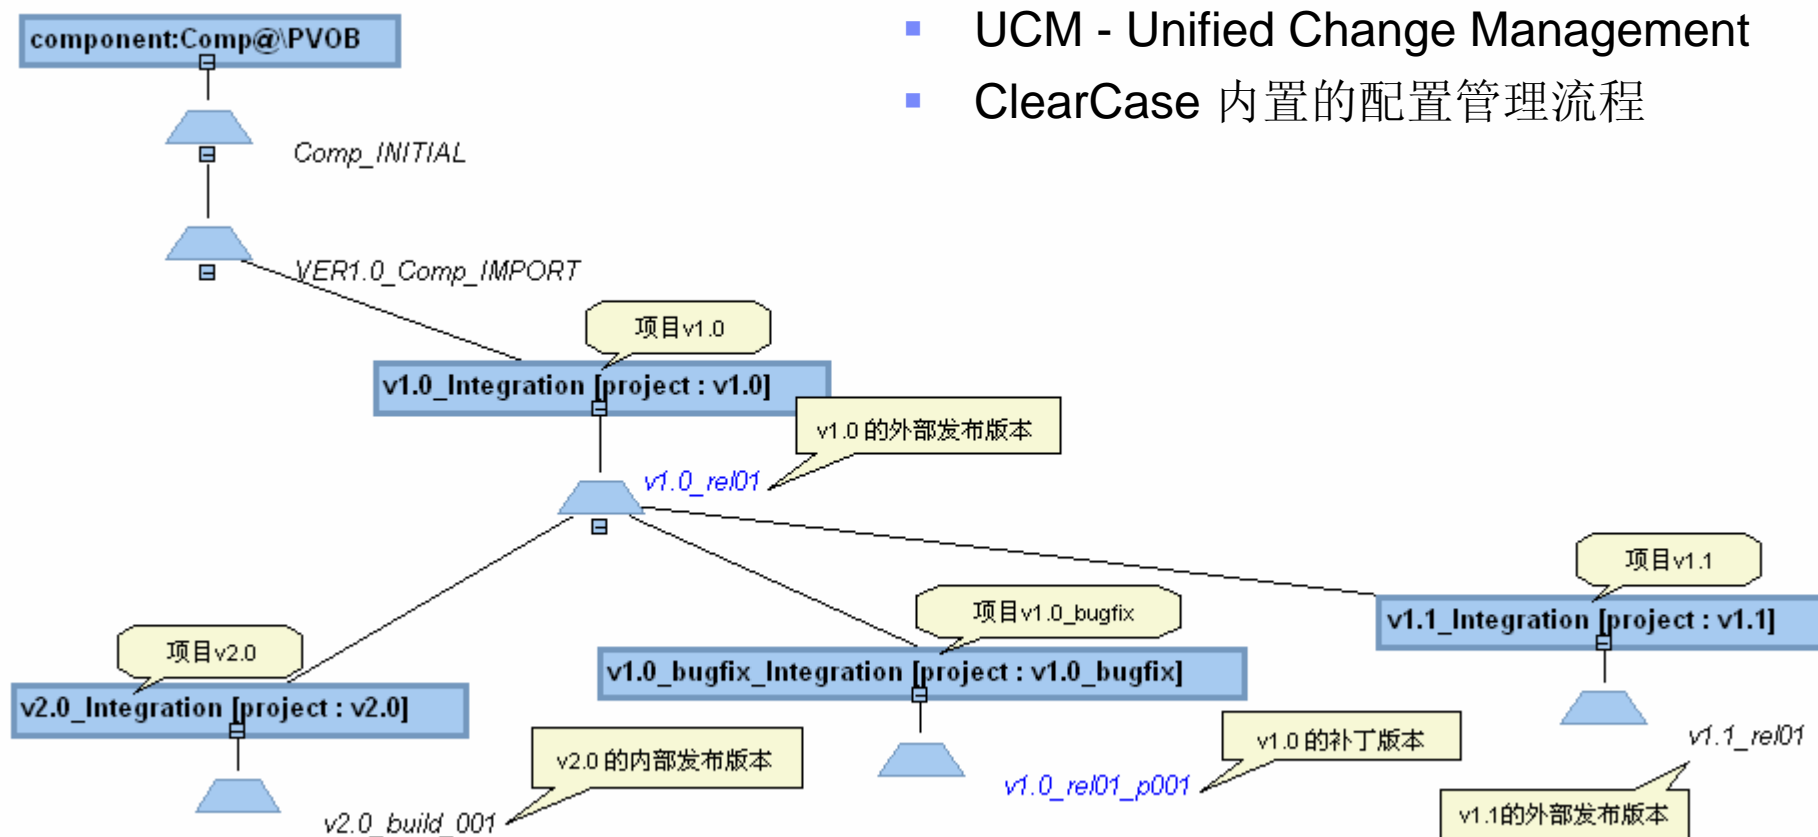 component:Comp@\PVOB
UCM - Unified Change Management
ClearCase 内置的配置管理流程
Comp_INITIAL
VER1.0_Comp_IMPORT
项目v1.0
v1.0_Integration [project : v1.0]
v1.0 的外部发布版本
v1.0_rel01
项目v1.1
v1.1_Integration [project : v1.1]
项目v1.0_bugfix
v1.0_bugfix_Integration [project : v1.0_bugfix]
项目v2.0
v2.0_Integration [project : v2.0]
v1.1_rel01
v1.0 的补丁版本
v2.0 的内部发布版本
v1.0_rel01_p001
v1.1的外部发布版本
v2.0_build_001